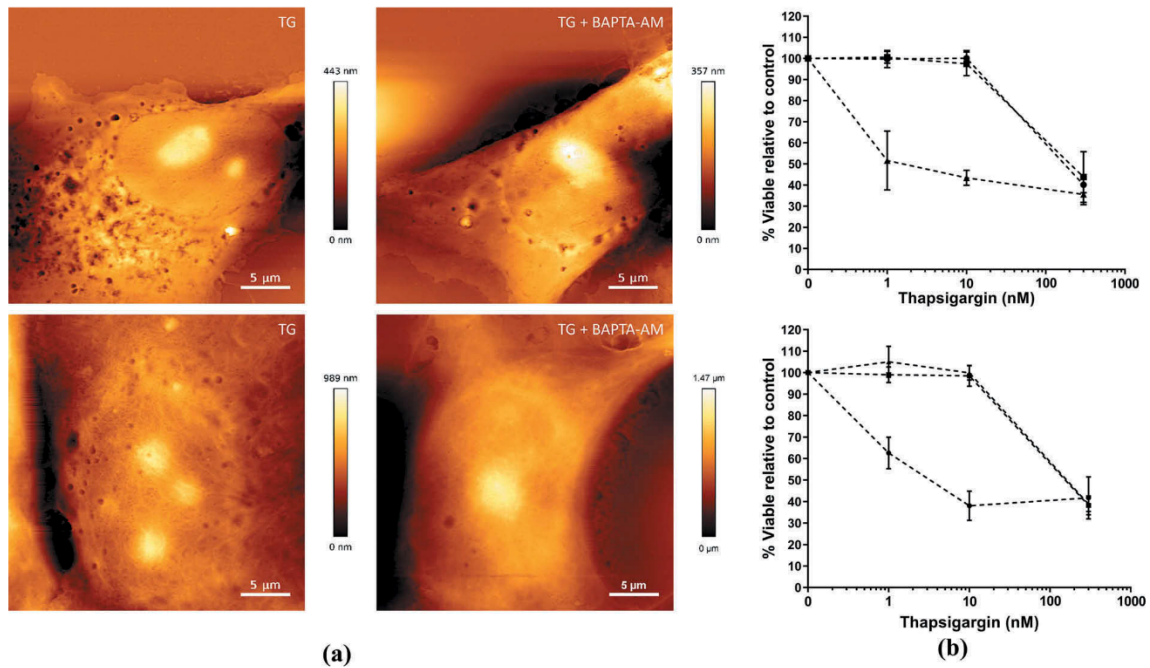 TG
443 nm
0 nm
5 µm
TG + BAPTA-AM
357 nm
0 nm
5 µm
TG
989 nm
0 nm
5 µm
TG + BAPTA-AM
1.47 µm
0 µm
5 µm
(a)
% Viable relative to control
120
110
100
90
80
70
60
50
40
30
20
10
0
0 1 10 100 1000
Thapsigargin (nM)
% Viable relative to control
120
110
100
90
80
70
60
50
40
30
20
10
0
0 1 10 100 1000
Thapsigargin (nM)
(b)